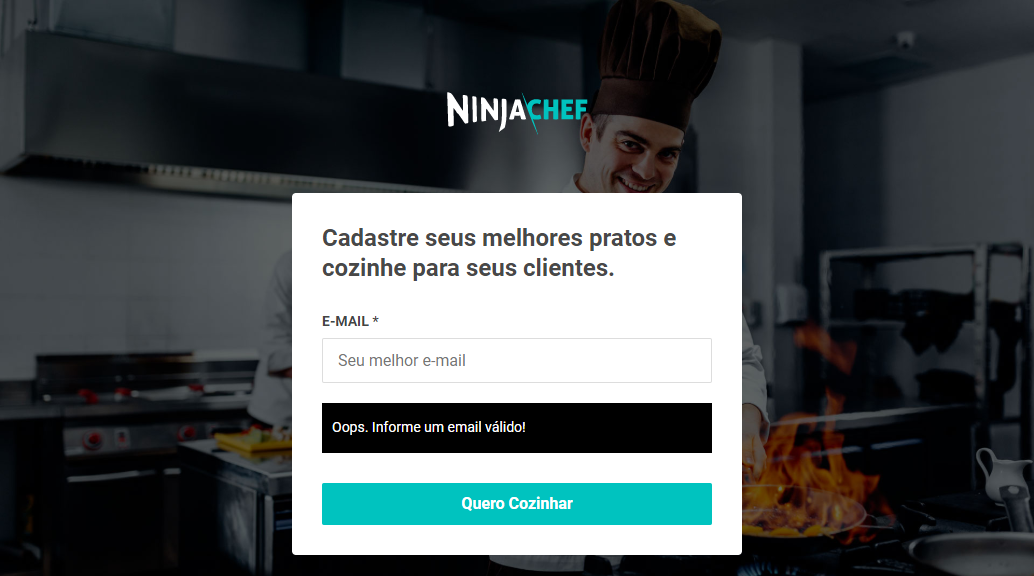 NINJACHEF
Cadastre seus melhores pratos e
cozinhe para seus clientes.
E-MAIL *
Seu melhor e-mail
Oops. Informe um email válido!
Quero Cozinhar